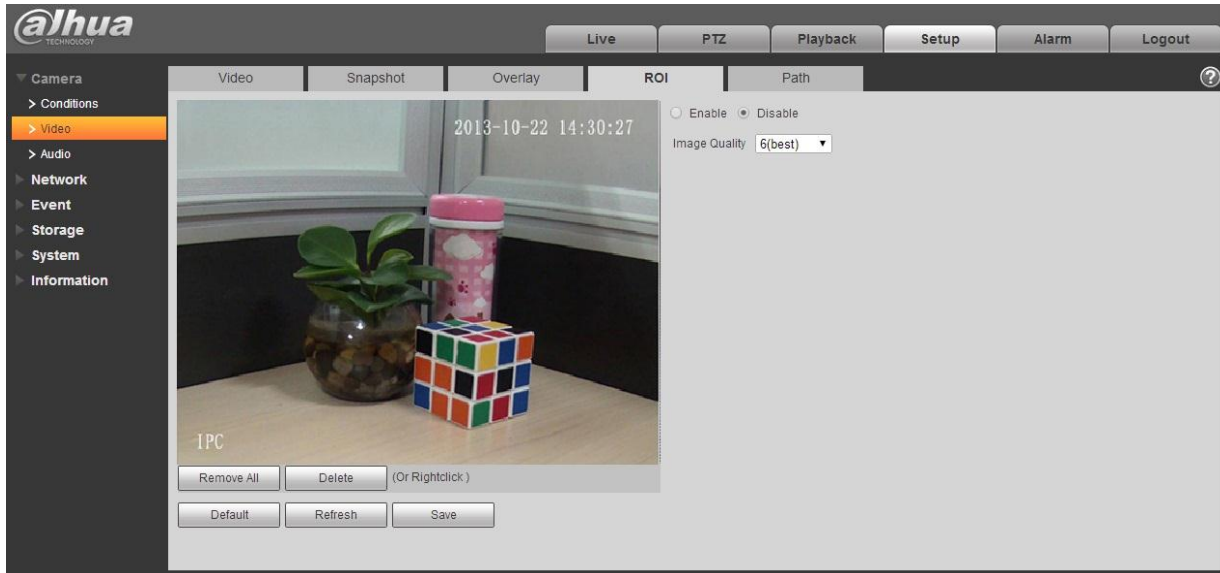 alhua
TECHNOLOGY
Live
PTZ
Playback
Setup
Alarm
Logout
Camera
> Conditions
> Video
> Audio
Network
Event
Storage
System
Information
Video
Snapshot
Overlay
ROI
Path
?
2013-10-22 14:30:27
IPC
Enable Disable
Image Quality 6(best)
Remove All Delete (Or Rightclick )
Default Refresh Save